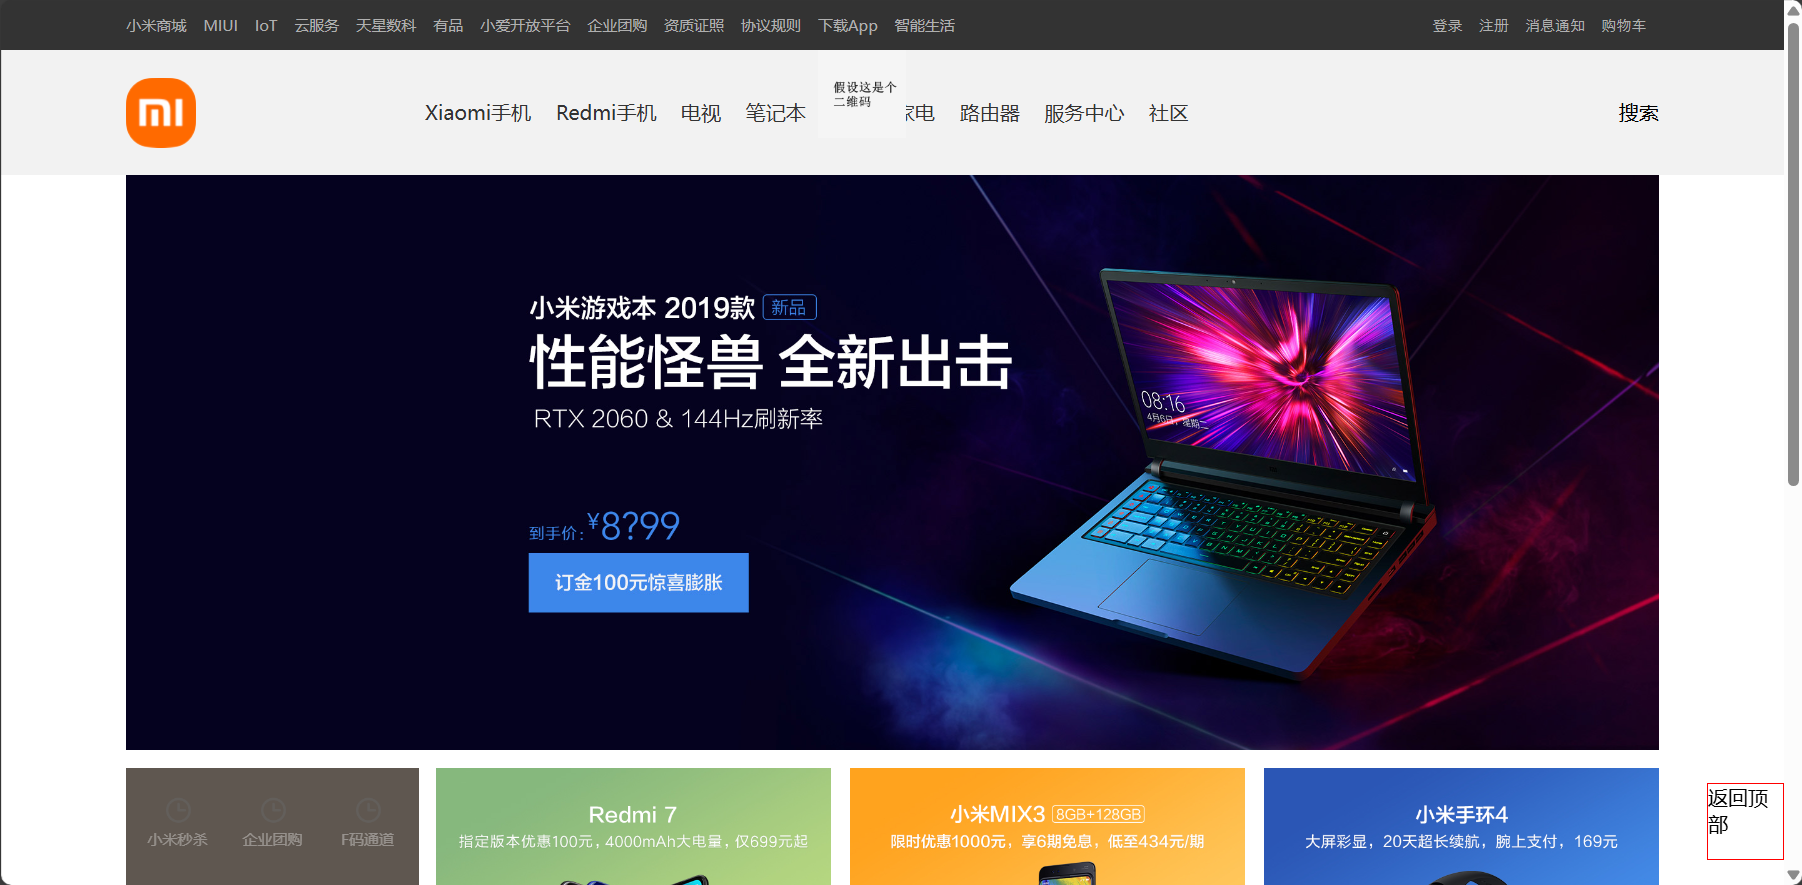 小米商城 MIUI IoT 云服务 天星数科 有品 小爱开放平台 企业团购 资质证照 协议规则 下载App 智能生活 登录 注册 消息通知 购物车
假设这是个
二维码
mi Xiaomi手机 Redmi手机 电视 笔记本 家电 路由器 服务中心 社区 搜索
小米游戏本 2019款 新品
性能怪兽 全新出击
RTX 2060 & 144Hz刷新率
08:16
4月6日，星期二
到手价：¥8?99
订金100元惊喜膨胀
小米秒杀 企业团购 F码通道
Redmi 7
指定版本优惠100元，4000mAh大电量，仅699元起
小米MIX3 8GB+128GB
限时优惠1000元，享6期免息，低至434元/期
小米手环4
大屏彩显，20天超长续航，腕上支付，169元
返回顶
部